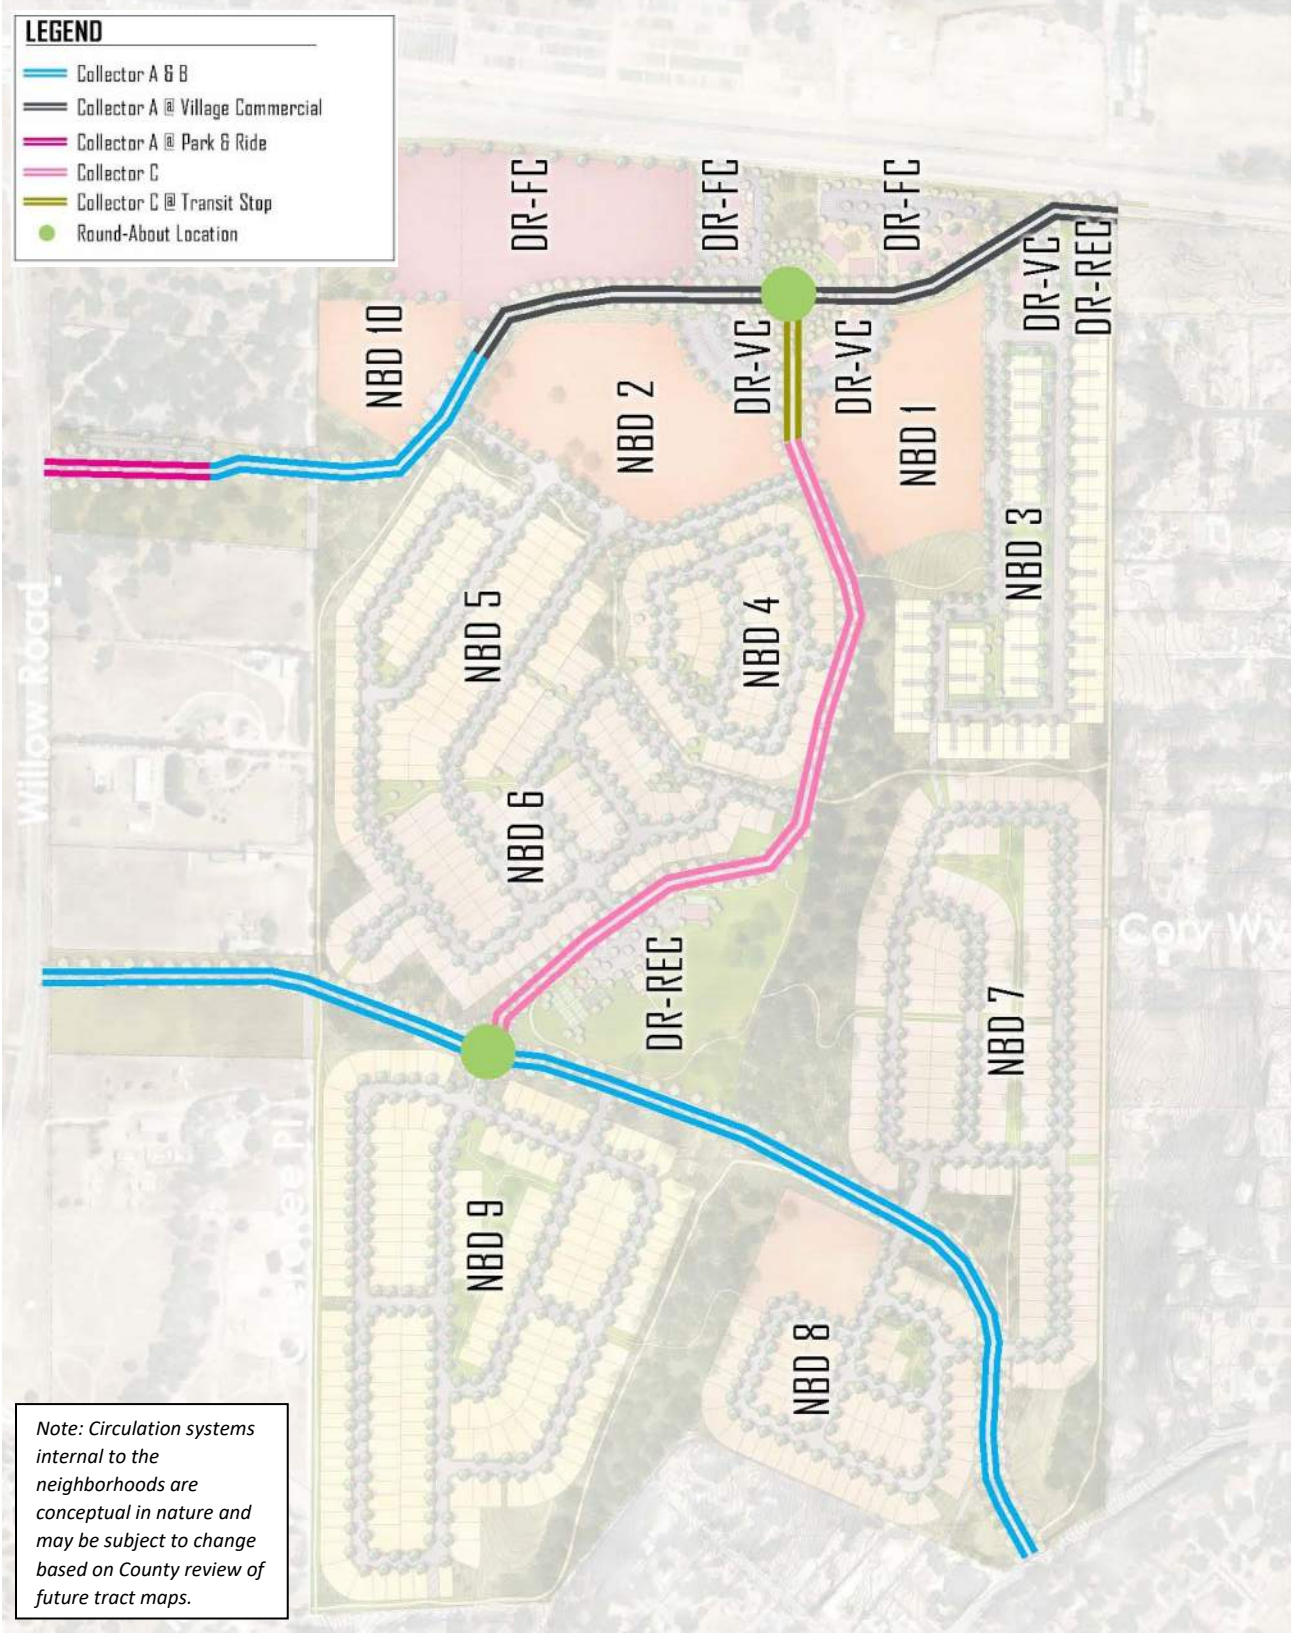 LEGEND
Collector A & B
Collector A @ Village Commercial
Collector A @ Park & Ride
Collector C
Collector C @ Transit Stop
Round-About Location
DR-FC
DR-FC
DR-FC
DR-VC
DR-REC
NBD 10
NBD 2
DR-VC
DR-VC
NBD 1
NBD 3
NBD 5
NBD 4
Willow Road
NBD 6
Cory Wy
DR-REC
NBD 7
NBD 9
NBD 8
Note: Circulation systems
internal to the
neighborhoods are
conceptual in nature and
may be subject to change
based on County review of
future tract maps.